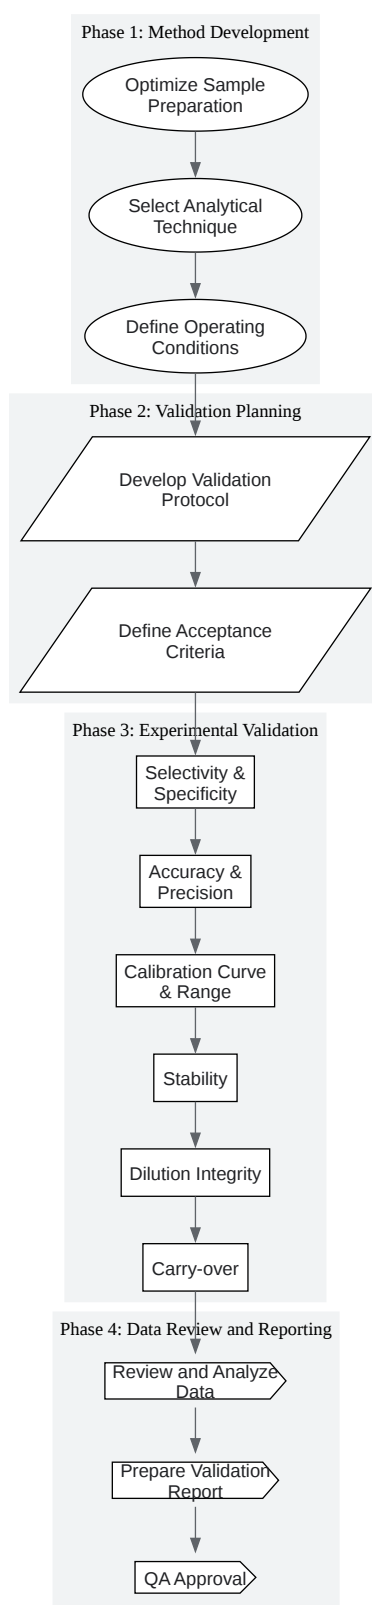 Phase 1: Method Development
Optimize Sample
Preparation
Select Analytical
Technique
Define Operating
Conditions
Phase 2: Validation Planning
Develop Validation
Protocol
Define Acceptance
Criteria
Phase 3: Experimental Validation
Selectivity &
Specificity
Accuracy &
Precision
Calibration Curve
& Range
Stability
Dilution Integrity
Carry-over
Phase 4: Data Review and Reporting
Review and Analyze
Data
Prepare Validation
Report
QA Approval